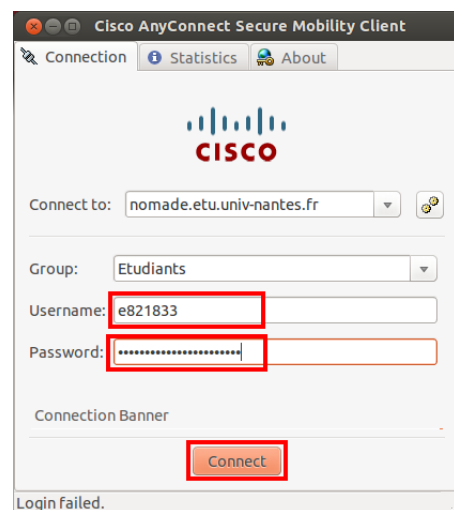 Cisco AnyConnect Secure Mobility Client
Connection Statistics About
CISCO
Connect to: nomade.etu.univ-nantes.fr
Group: Etudiants
Username: e821833
Password: •••••••••••••••••••••••
Connection Banner
Connect
Login failed.